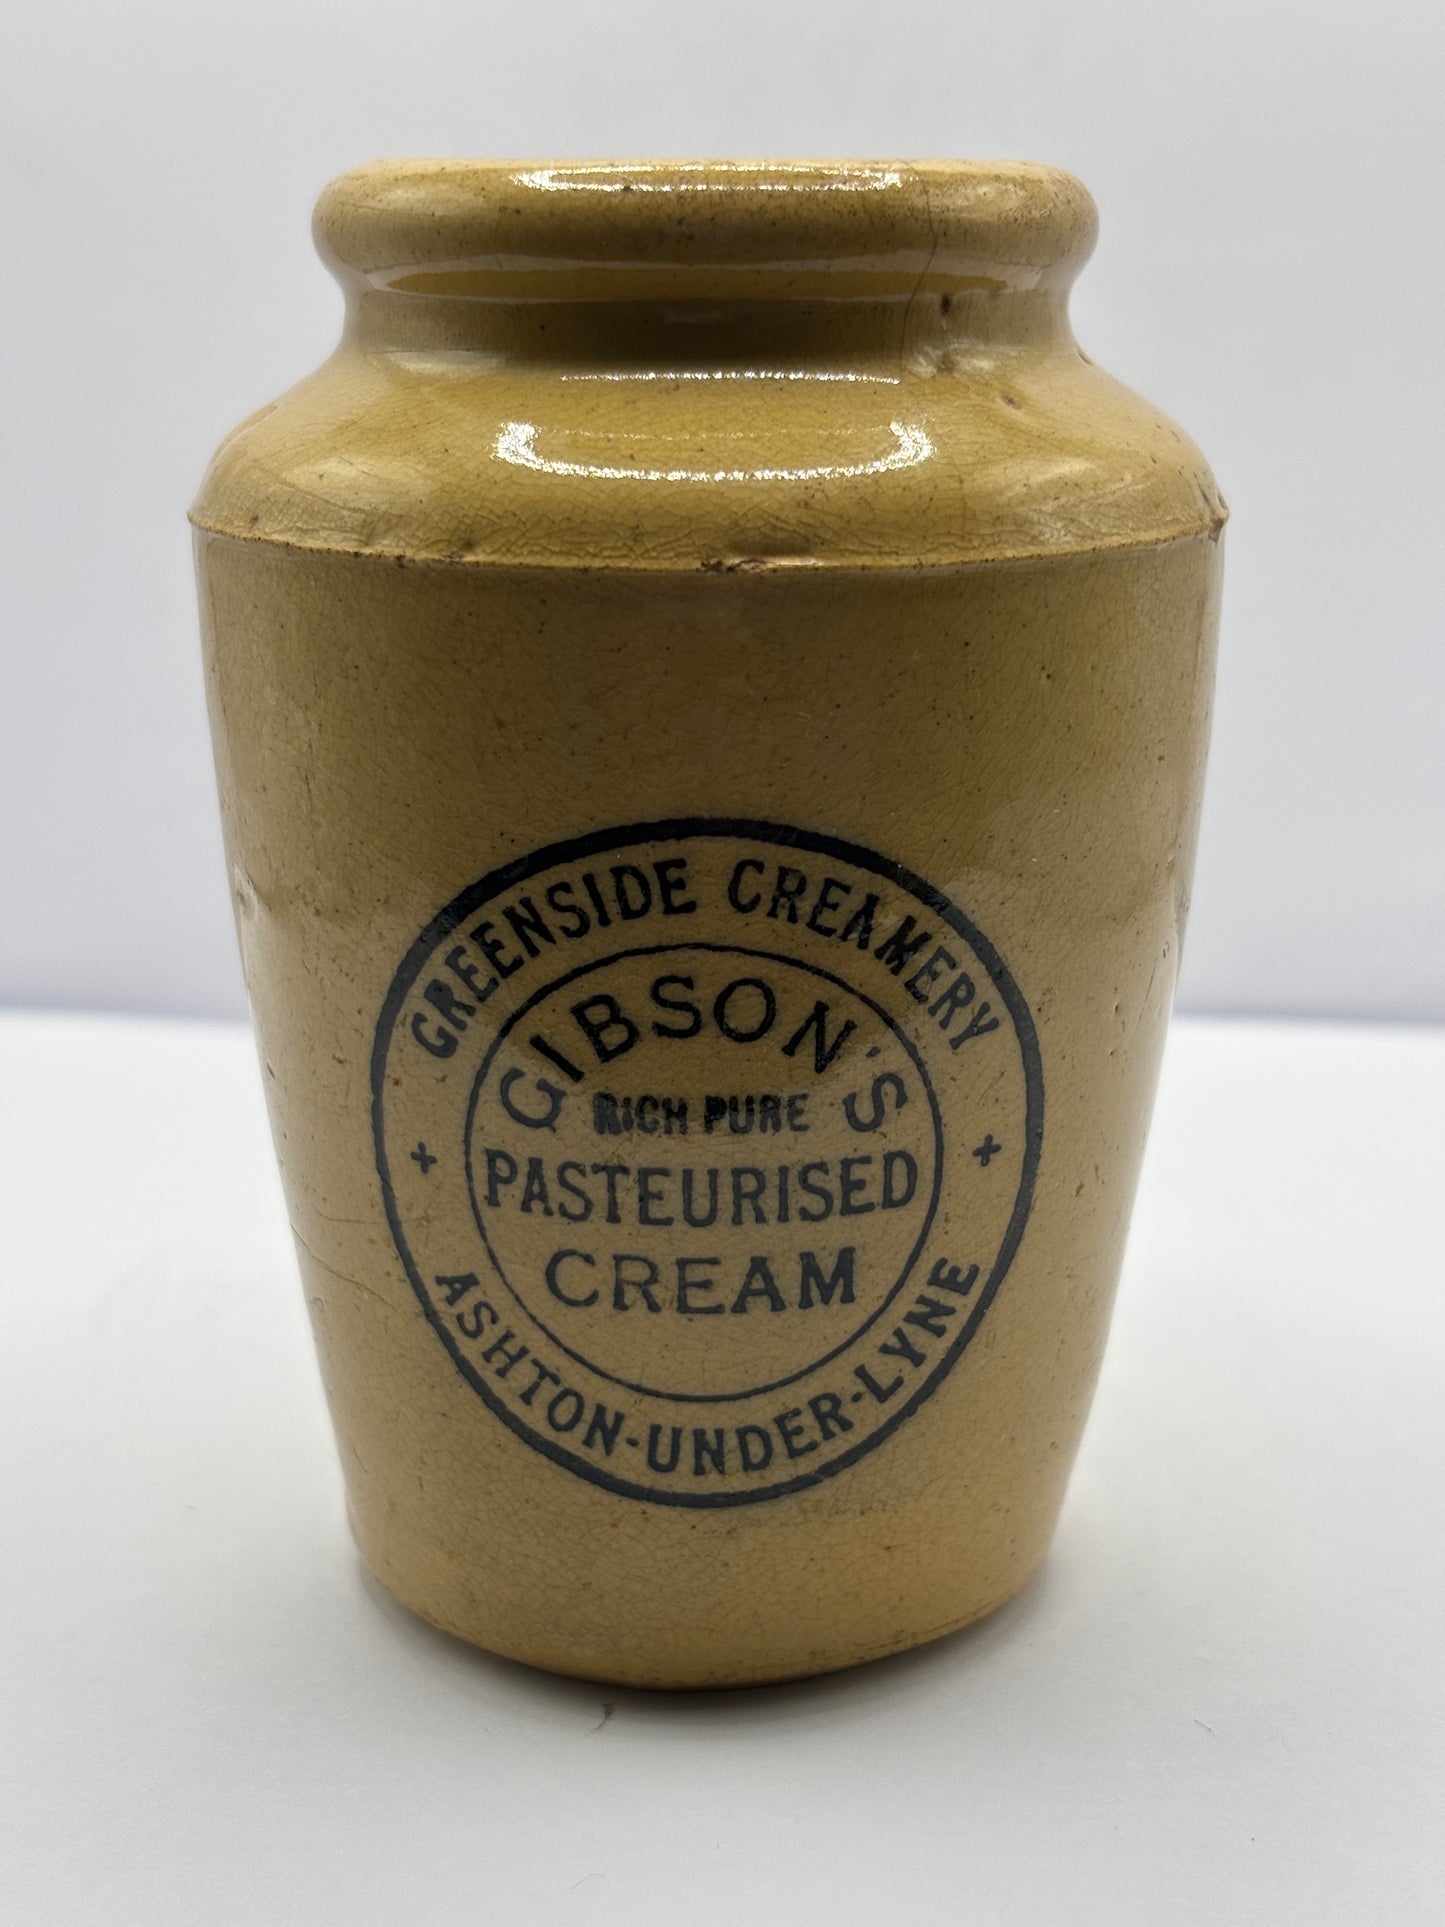 GREENSIDE CREAMERY
GIBSON'S
RICH PURE
PASTEURISED
CREAM
ASHTON-UNDER-LYNE